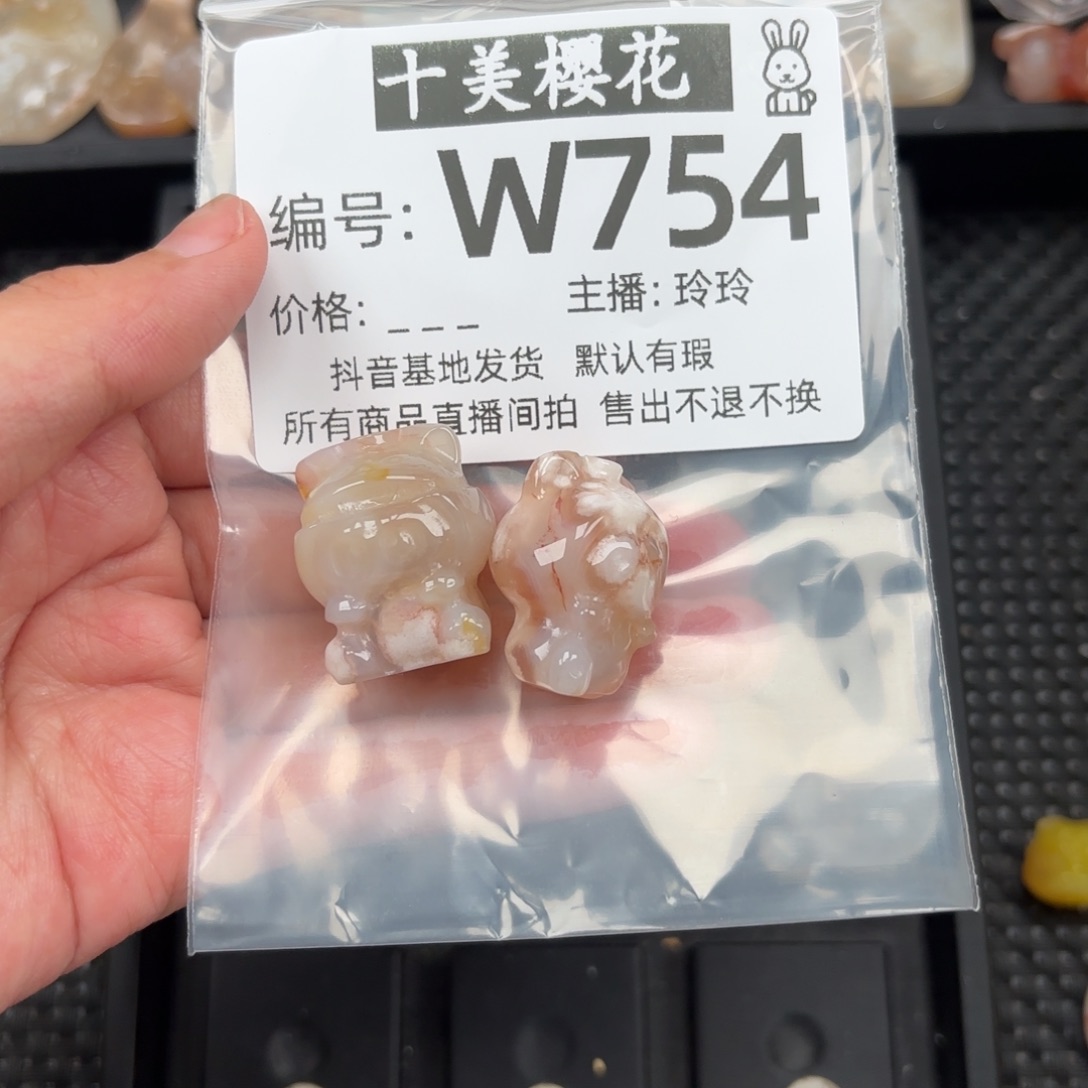 十美樱花
编号: W754
价格: _ _ _ 主播: 玲玲
抖音基地发货 默认有瑕
所有商品直播间拍 售出不退不换